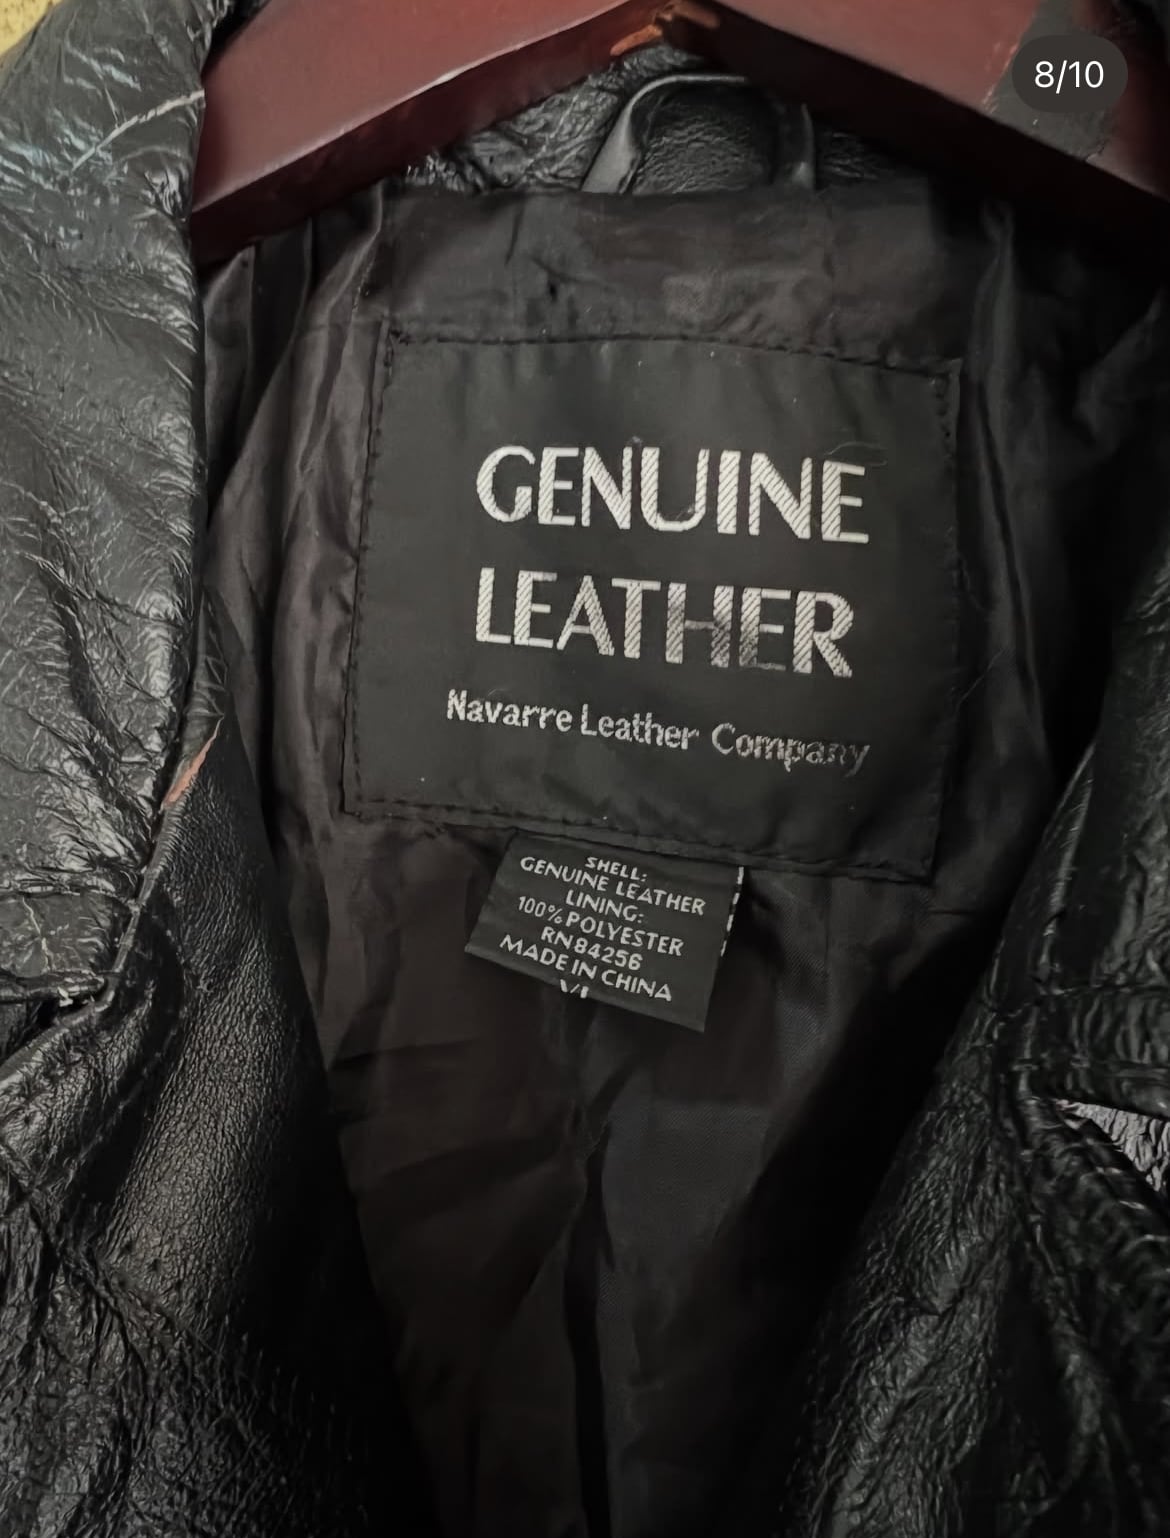 8/10
GENUINE
LEATHER
Navarre Leather Company
SHELL:
GENUINE LEATHER
LINING:
100% POLYESTER
RN84256
MADE IN CHINA